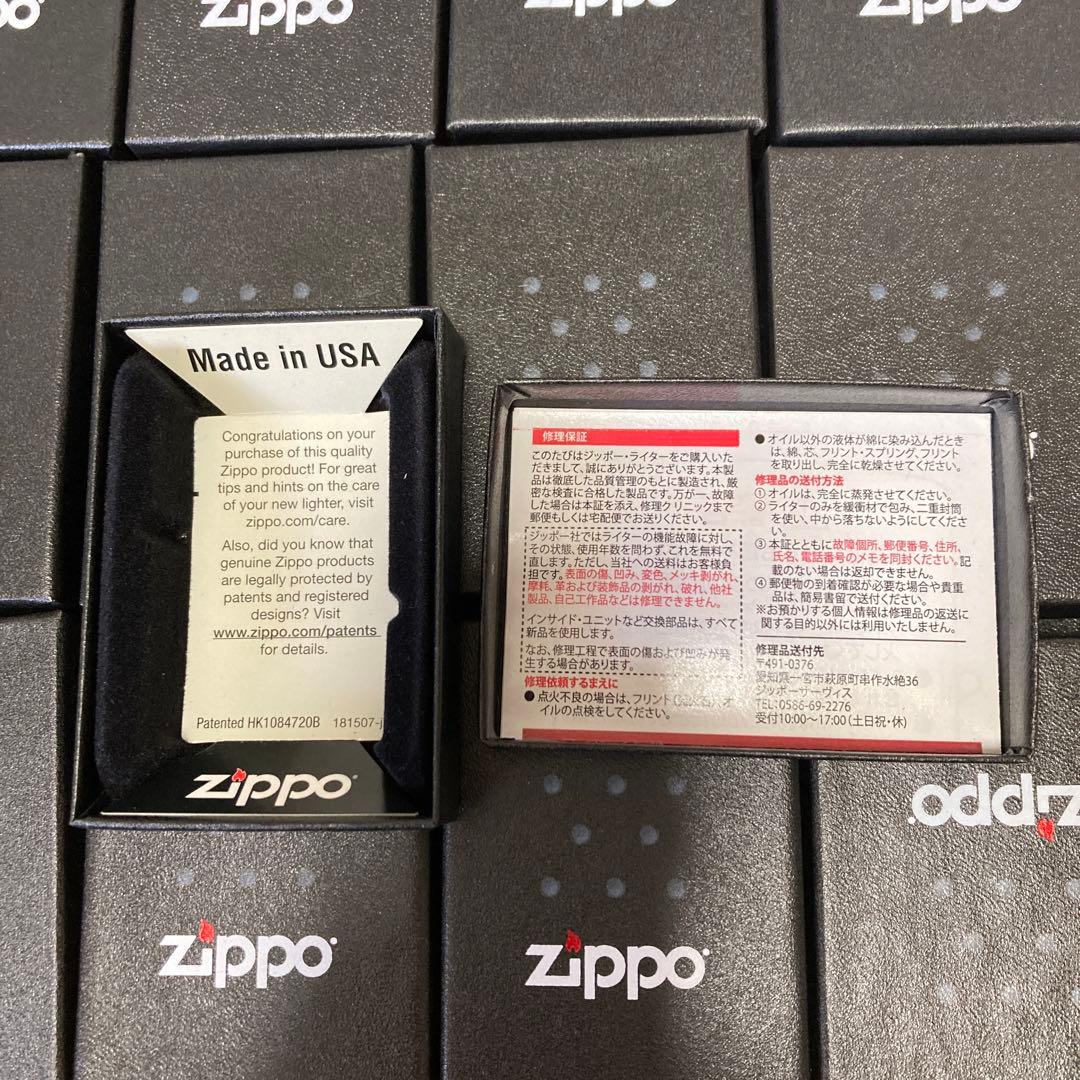 zippo
zippo
zippo
Made in USA
Congratulations on your
purchase of this quality
Zippo product! For great
tips and hints on the care
of your new lighter, visit
zippo.com/care.
Also, did you know that
genuine Zippo products
are legally protected by
patents and registered
designs? Visit
www.zippo.com/patents
for details.
Patented HK1084720B 181507-j
zippo
修理保証
このたびはジッポー・ライターをご購入いた
だきまして、誠にありがとうございます。本製
品は徹底した品質管理のもとに製造され、厳
密な検査に合格した製品です。万が一、故障
した場合は本証を添え、修理クリニックまで
郵便もしくは宅配便でお送りください。
ジッポー社ではライターの機能故障に対し、
その状態、使用年数を問わず、これを無料で
直します。ただし、当社への送料はお客様負
担です。表面の傷、凹み、変色、メッキ剥がれ、
摩耗、革および装飾品の剥がれ、破れ、他社
製品、自己工作品などは修理できません。
インサイド・ユニットなど交換部品は、すべて
新品を使用します。
なお、修理工程で表面の傷および凹みが発
生する場合があります。
修理依頼するまえに
●点火不良の場合は、フリント
イルの点検をしてください。
●オイル以外の液体が綿に染み込んだとき
は、綿、芯、フリント・スプリング、フリント
を取り出し、完全に乾燥させてください。
修理品の送付方法
①オイルは、完全に蒸発させてください。
②ライターのみを緩衝材で包み、二重封筒
を使い、中から落ちないようにしてくださ
い。
③本証とともに故障個所、郵便番号、住所、
氏名、電話番号のメモを同封ください。記
載のない場合は返却できません。
④郵便物の到着確認が必要な場合や貴重
品は、簡易書留で送付ください。
※お預かりする個人情報は修理品の返送に
関する目的以外には利用いたしません。
修理品送付先
〒491-0376
愛知県一宮市萩原町串作水絶36
ジッポーサーヴィス
TEL:0586-69-2276
受付10:00～17:00(土日祝・休)
zippo
zippo
zippo